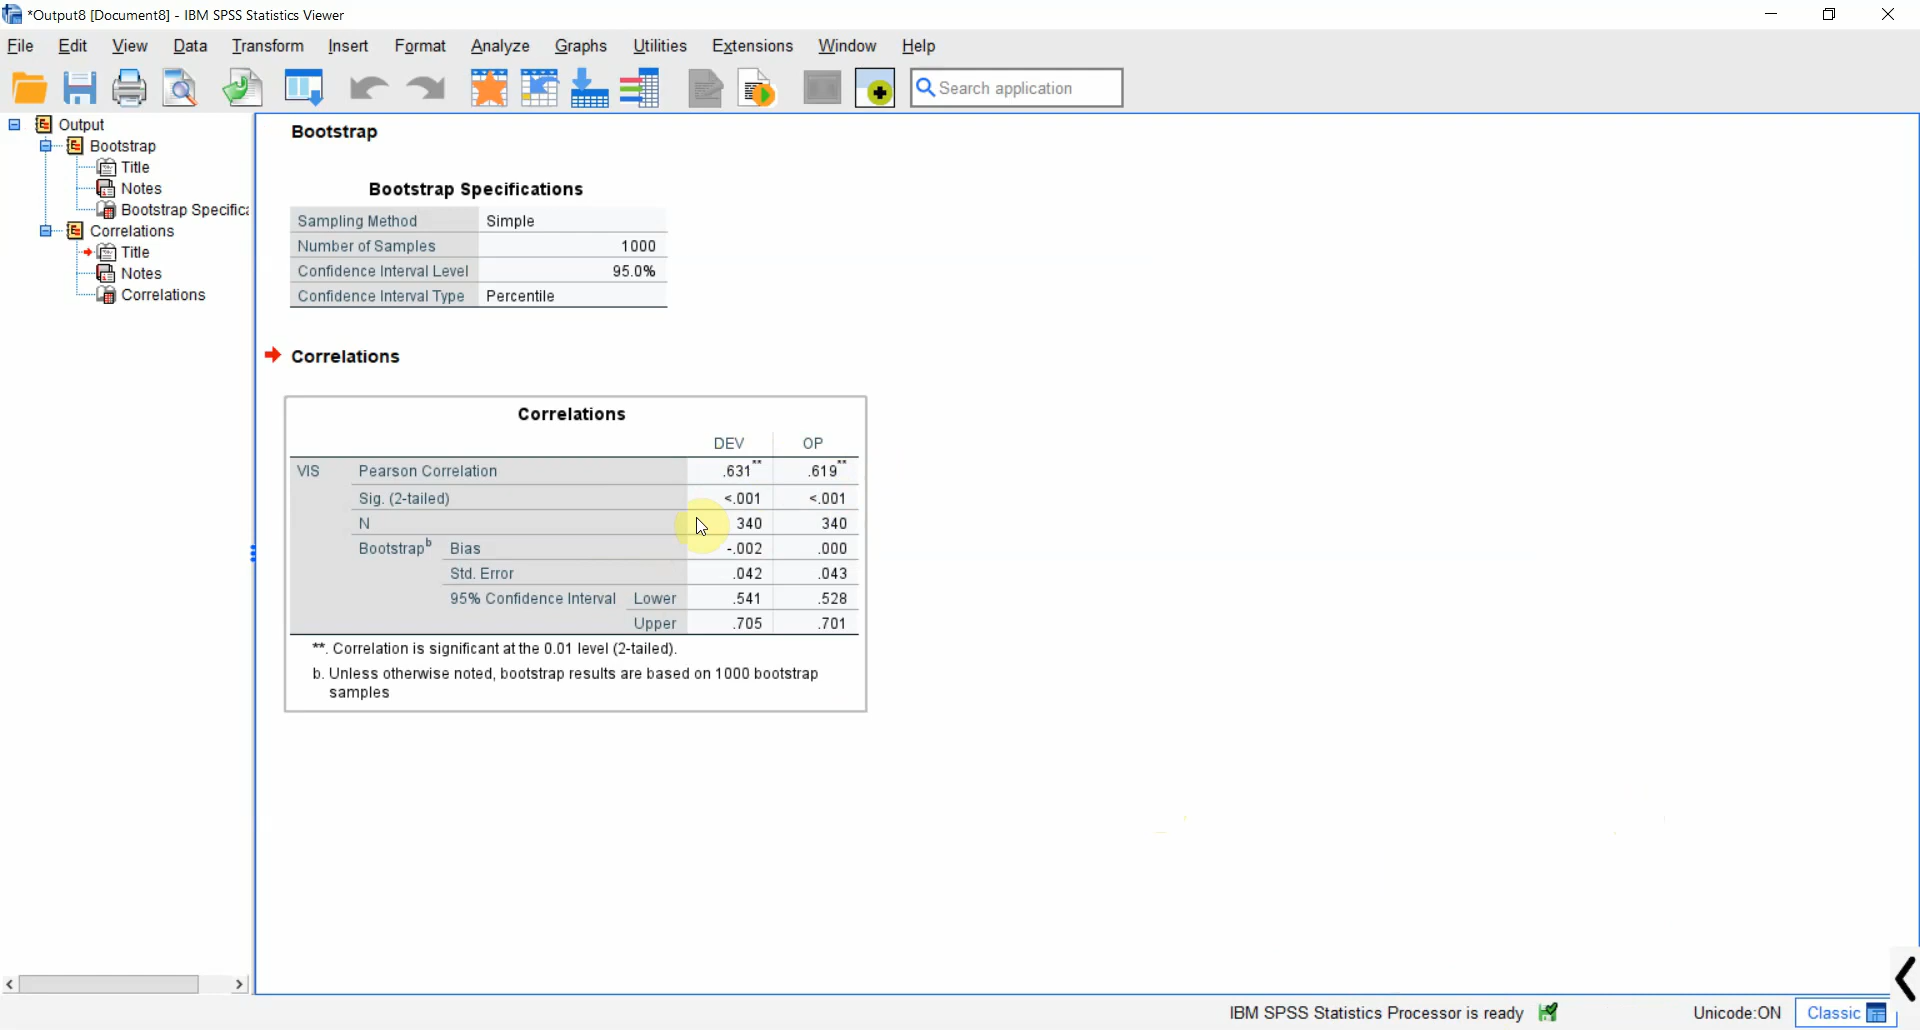 *Output8 [Document8] - IBM SPSS Statistics Viewer
File Edit View Data Transform Insert Format Analyze Graphs Utilities Extensions Window Help
Search application
Output
Bootstrap
Title
Notes
Bootstrap Specific
Correlations
Title
Notes
Correlations
Bootstrap
Bootstrap Specifications
Sampling Method Simple
Number of Samples 1000
Confidence Interval Level 95.0%
Confidence Interval Type Percentile
Correlations
Correlations
DEV OP
VIS Pearson Correlation .631** .619**
Sig. (2-tailed) <.001 <.001
N 340 340
Bootstrap^b Bias -.002 .000
Std. Error .042 .043
95% Confidence Interval Lower .541 .528
Upper .705 .701
**. Correlation is significant at the 0.01 level (2-tailed).
b. Unless otherwise noted, bootstrap results are based on 1000 bootstrap
samples
IBM SPSS Statistics Processor is ready Unicode:ON Classic